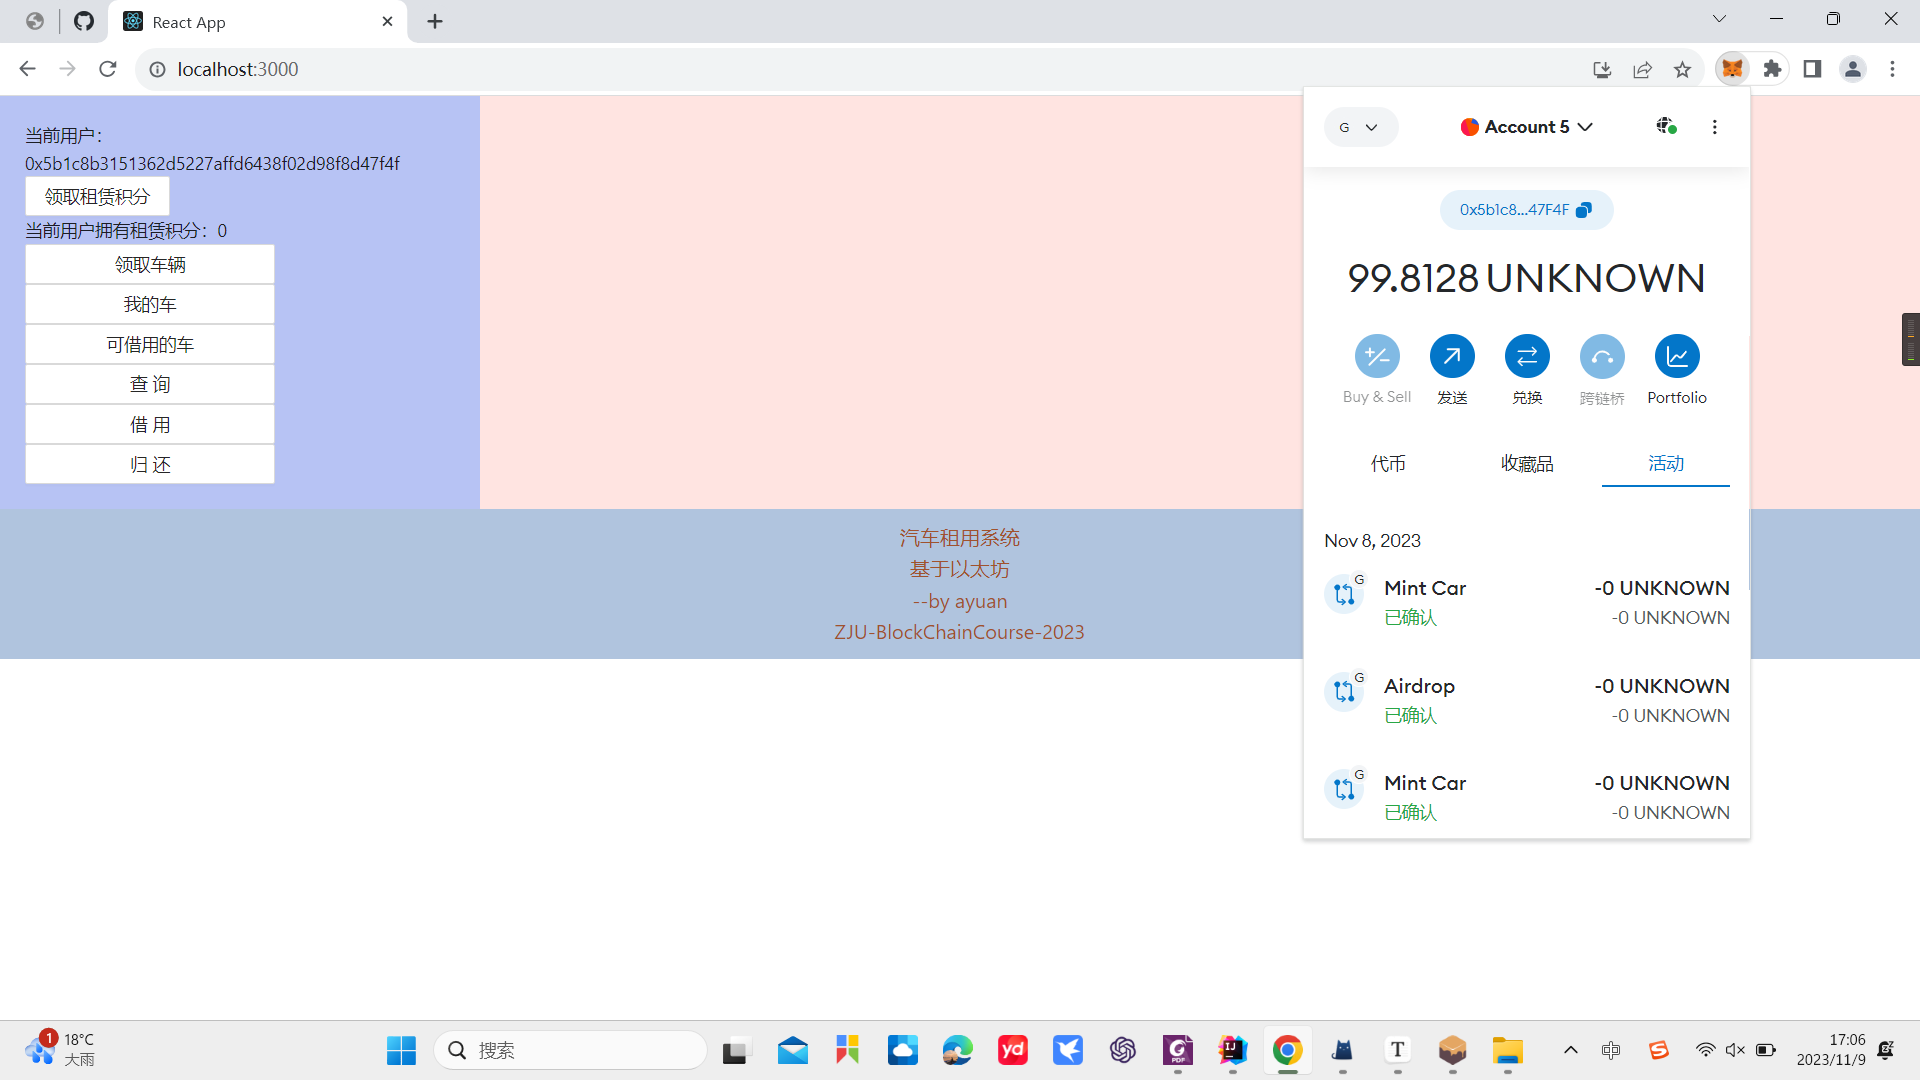 React App
localhost:3000
当前用户：
0x5b1c8b3151362d5227affd6438f02d98f8d47f4f
领取租赁积分
当前用户拥有租赁积分：0
领取车辆
我的车
可借用的车
查 询
借 用
归 还
汽车租用系统
基于以太坊
--by ayuan
ZJU-BlockChainCourse-2023
G
Account 5
0x5b1c8...47F4F
99.8128 UNKNOWN
Buy & Sell
发送
兑换
跨链桥
Portfolio
代币
收藏品
活动
Nov 8, 2023
G
Mint Car
-0 UNKNOWN
已确认
-0 UNKNOWN
G
Airdrop
-0 UNKNOWN
已确认
-0 UNKNOWN
G
Mint Car
-0 UNKNOWN
已确认
-0 UNKNOWN
1
18°C
大雨
搜索
yd
G
PDF
IJ
T
中
S
17:06
2023/11/9